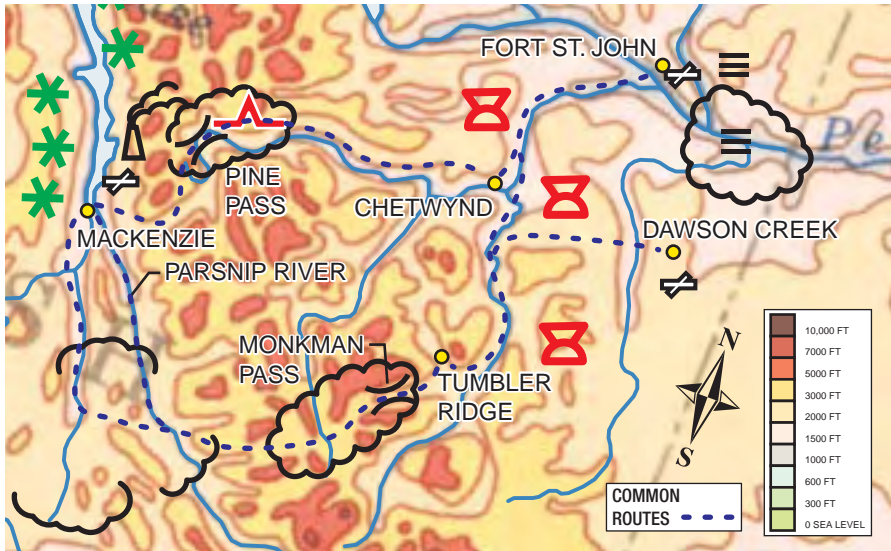 FORT ST. JOHN
Pe
PINE
PASS
CHETWYND
MACKENZIE
DAWSON CREEK
PARSNIP RIVER
MONKMAN
PASS
TUMBLER
RIDGE
N
S
10,000 FT
7000 FT
5000 FT
3000 FT
2000 FT
1500 FT
1000 FT
600 FT
300 FT
0 SEA LEVEL
COMMON
ROUTES